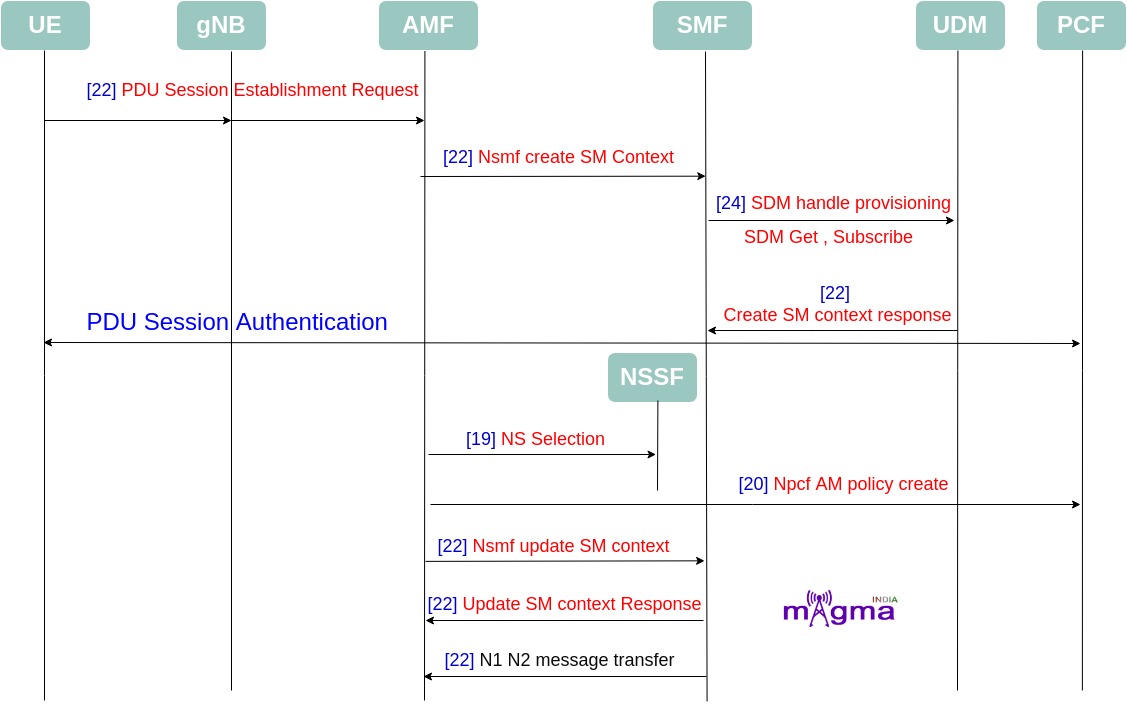 UE
gNB
AMF
SMF
UDM
PCF
[22] PDU Session Establishment Request
[22] Nsmf create SM Context
[24] SDM handle provisioning
SDM Get , Subscribe
[22]
Create SM context response
PDU Session Authentication
NSSF
[19] NS Selection
[20] Npcf AM policy create
[22] Nsmf update SM context
INDIA
magma
[22] Update SM context Response
[22] N1 N2 message transfer